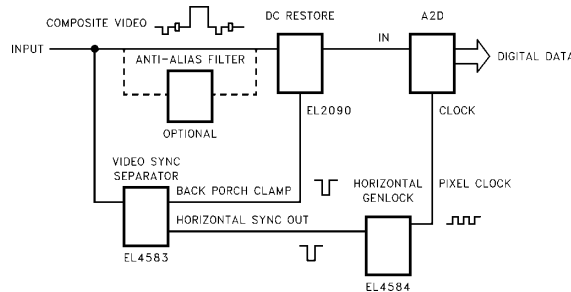 COMPOSITE VIDEO
DC RESTORE
A2D
INPUT
IN
ANTI-ALIAS FILTER
DIGITAL DATA
OPTIONAL
EL2090
CLOCK
VIDEO SYNC
SEPARATOR
BACK PORCH CLAMP
HORIZONTAL
GENLOCK
PIXEL CLOCK
HORIZONTAL SYNC OUT
EL4583
EL4584